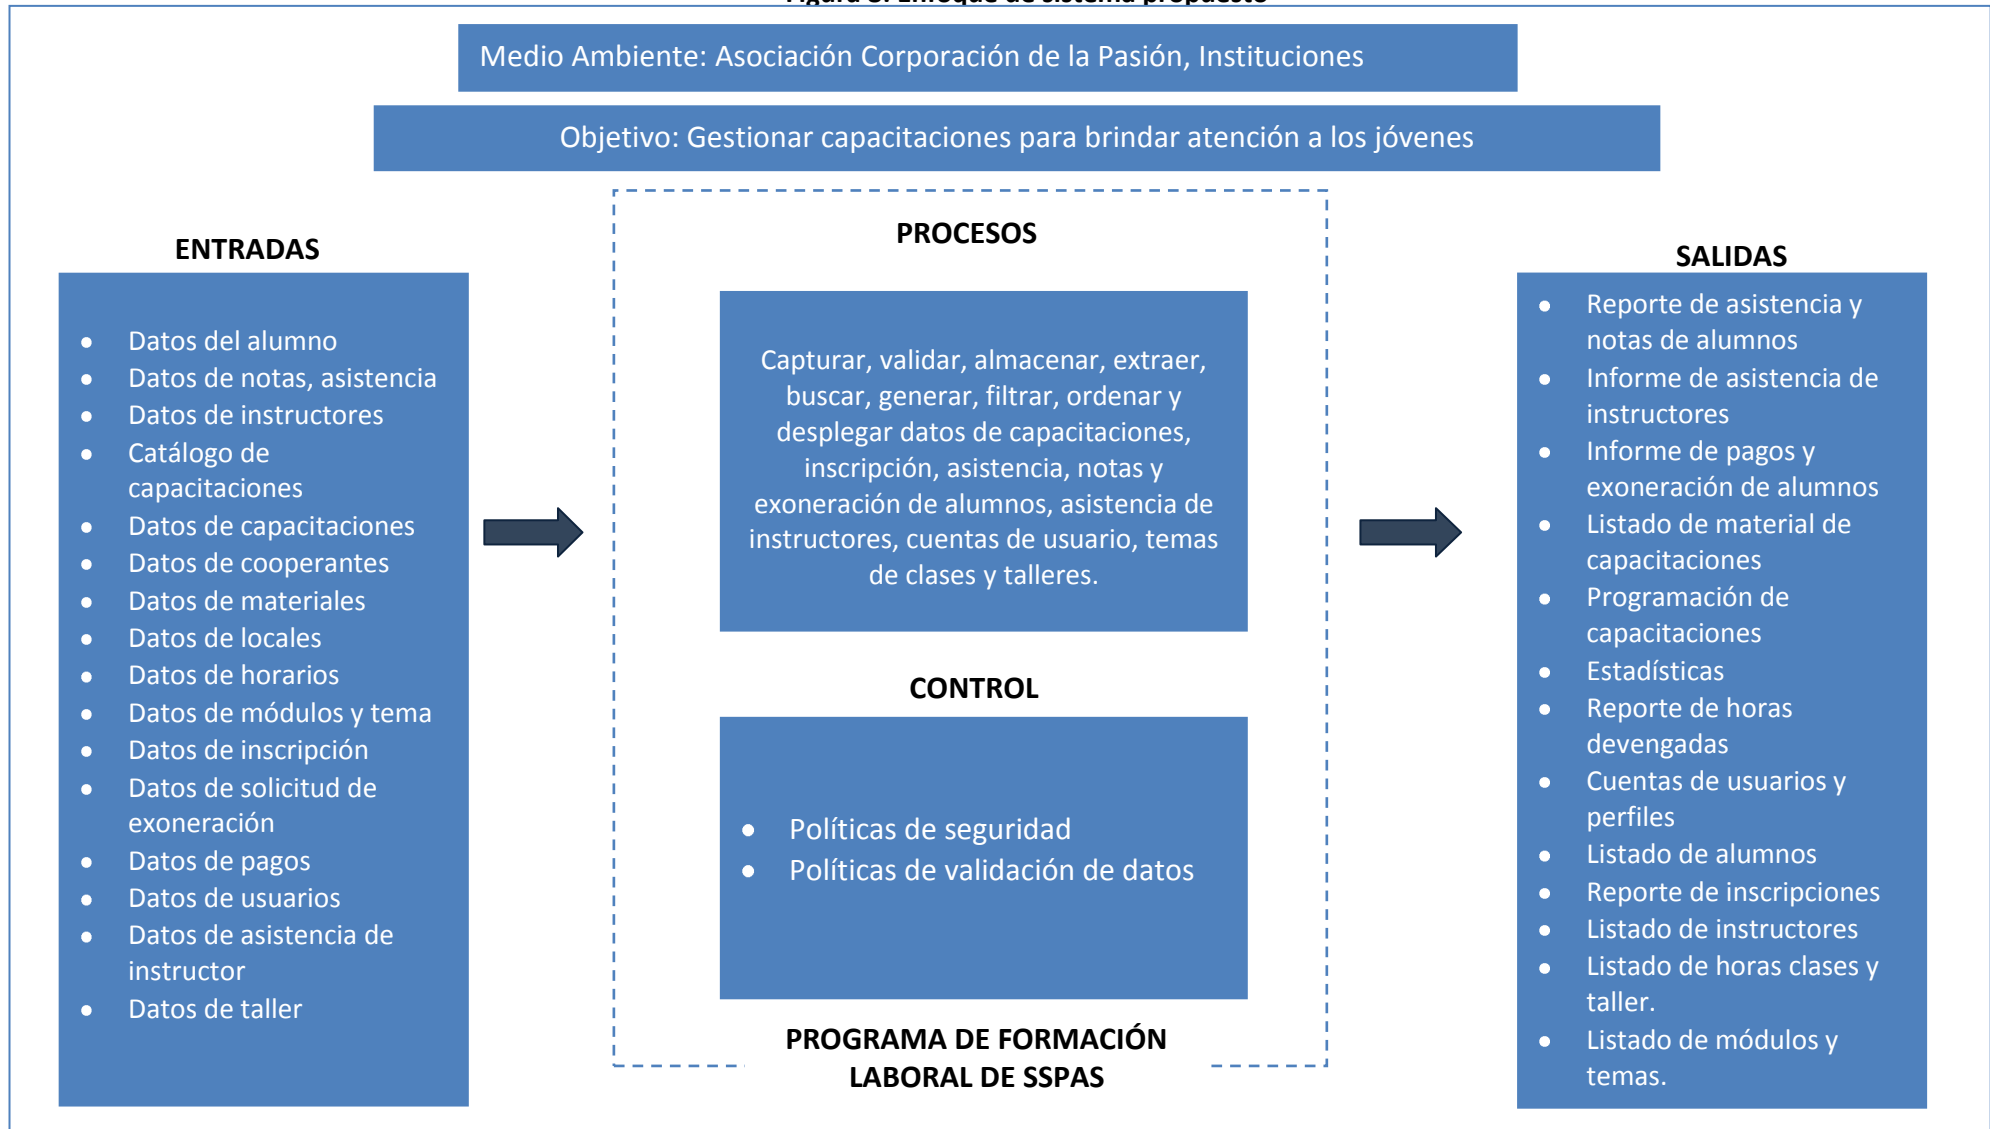 Medio Ambiente: Asociación Corporación de la Pasión, Instituciones
Objetivo: Gestionar capacitaciones para brindar atención a los jóvenes
ENTRADAS
• Datos del alumno
• Datos de notas, asistencia
• Datos de instructores
• Catálogo de
capacitaciones
• Datos de capacitaciones
• Datos de cooperantes
• Datos de materiales
• Datos de locales
• Datos de horarios
• Datos de módulos y tema
• Datos de inscripción
• Datos de solicitud de
exoneración
• Datos de pagos
• Datos de usuarios
• Datos de asistencia de
instructor
• Datos de taller
PROCESOS
Capturar, validar, almacenar, extraer,
buscar, generar, filtrar, ordenar y
desplegar datos de capacitaciones,
inscripción, asistencia, notas y
exoneración de alumnos, asistencia de
instructores, cuentas de usuario, temas
de clases y talleres.
CONTROL
• Políticas de seguridad
• Políticas de validación de datos
PROGRAMA DE FORMACIÓN
LABORAL DE SSPAS
SALIDAS
• Reporte de asistencia y
notas de alumnos
• Informe de asistencia de
instructores
• Informe de pagos y
exoneración de alumnos
• Listado de material de
capacitaciones
• Programación de
capacitaciones
• Estadísticas
• Reporte de horas
devengadas
• Cuentas de usuarios y
perfiles
• Listado de alumnos
• Reporte de inscripciones
• Listado de instructores
• Listado de horas clases y
taller.
• Listado de módulos y
temas.